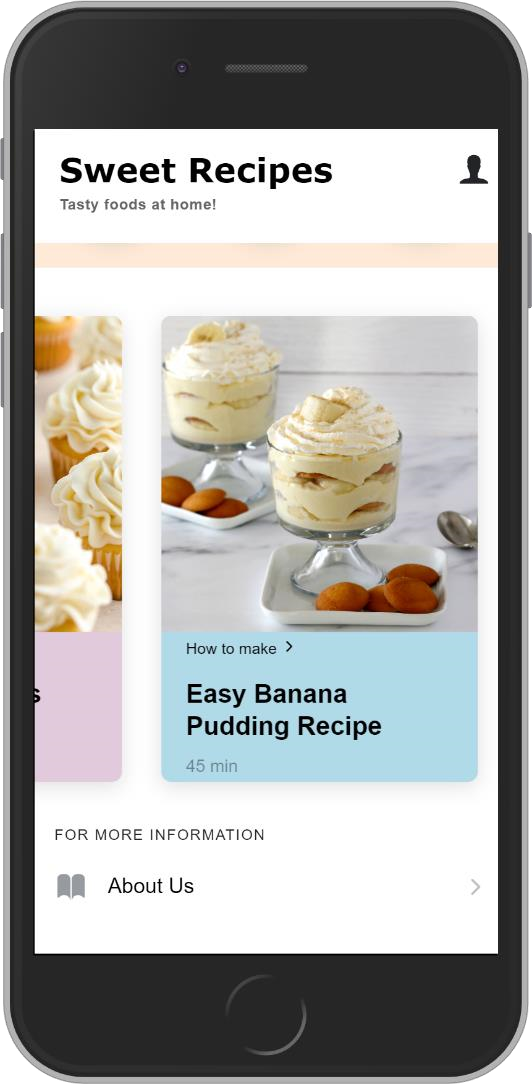 Sweet Recipes
Tasty foods at home!
s
How to make
Easy Banana
Pudding Recipe
45 min
FOR MORE INFORMATION
About Us